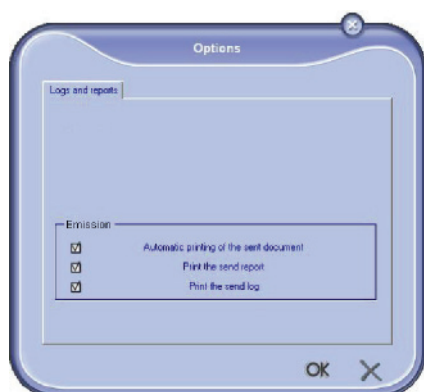 Options
Logs and reports
Emission
Automatic printing of the sent document
Print the send report
Print the send log
OK